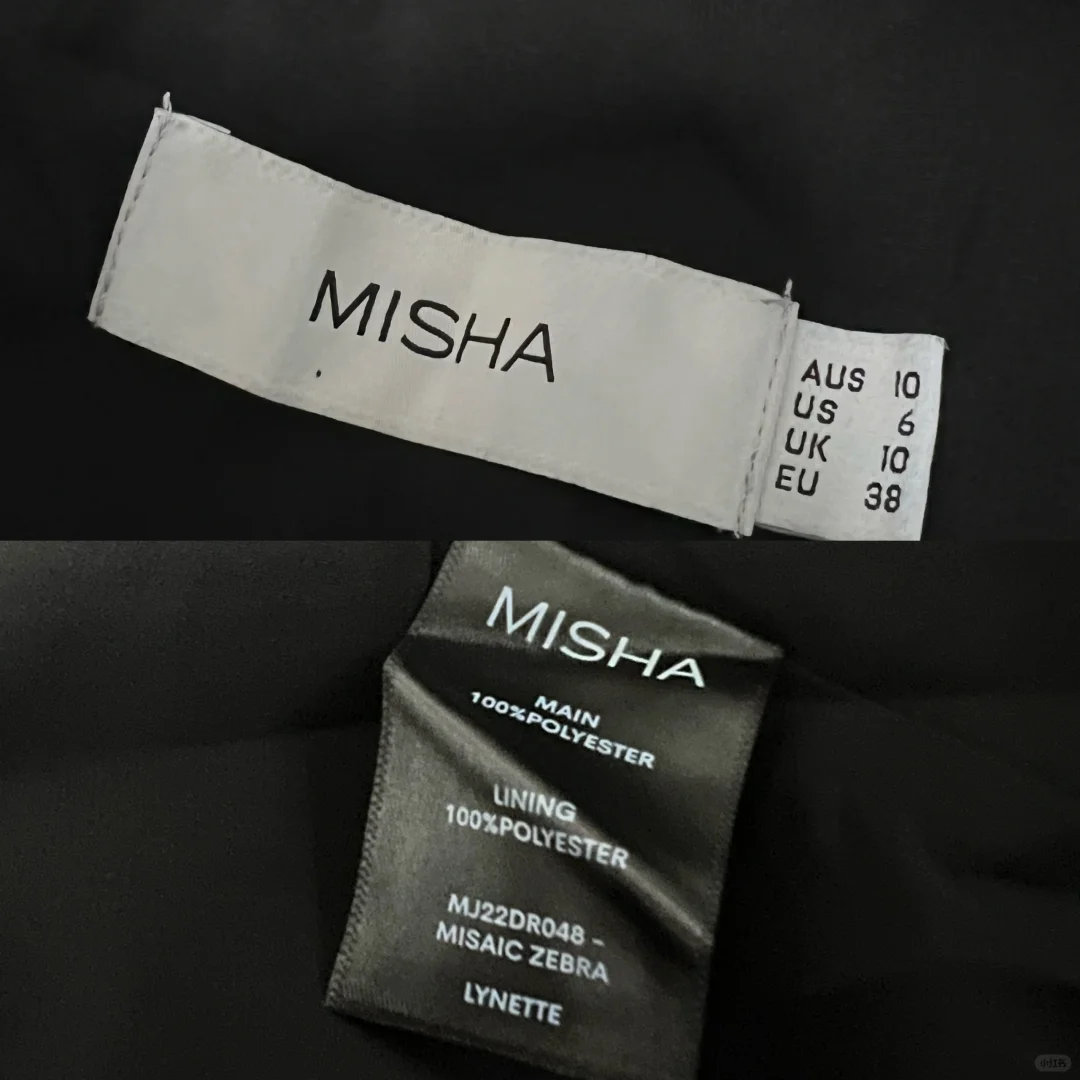 MISHA
AUS 10
US 6
UK 10
EU 38
MISHA
MAIN
100%POLYESTER
LINING
100%POLYESTER
MJ22DR048 -
MISAIC ZEBRA
LYNETTE